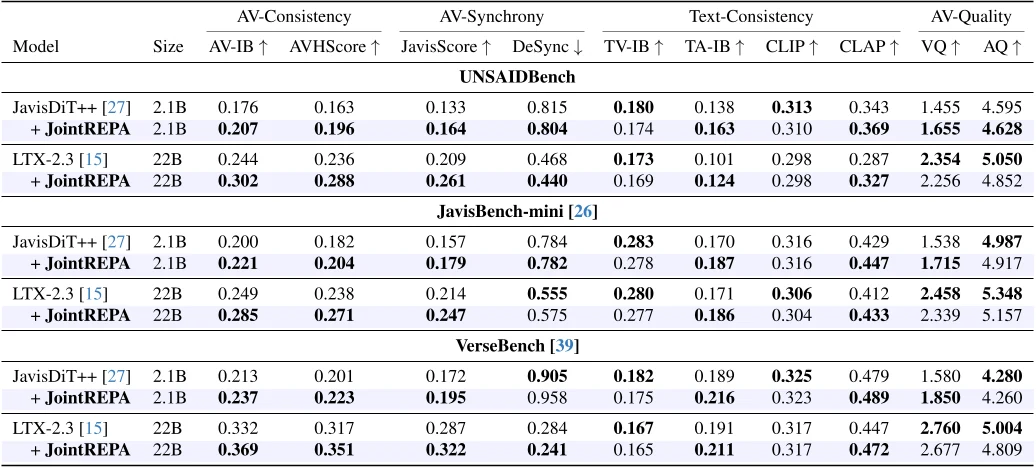 AV-Consistency AV-Synchrony Text-Consistency AV-Quality
Model Size AV-IB ↑ AVHScore ↑ JavisScore ↑ DeSync ↓ TV-IB ↑ TA-IB ↑ CLIP ↑ CLAP ↑ VQ ↑ AQ ↑
UNSAIDBench
JavisDiT++ [27] 2.1B 0.176 0.163 0.133 0.815 0.180 0.138 0.313 0.343 1.455 4.595
+ JointREPA 2.1B 0.207 0.196 0.164 0.804 0.174 0.163 0.310 0.369 1.655 4.628
LTX-2.3 [15] 22B 0.244 0.236 0.209 0.468 0.173 0.101 0.298 0.287 2.354 5.050
+ JointREPA 22B 0.302 0.288 0.261 0.440 0.169 0.124 0.298 0.327 2.256 4.852
JavisBench-mini [26]
JavisDiT++ [27] 2.1B 0.200 0.182 0.157 0.784 0.283 0.170 0.316 0.429 1.538 4.987
+ JointREPA 2.1B 0.221 0.204 0.179 0.782 0.278 0.187 0.316 0.447 1.715 4.917
LTX-2.3 [15] 22B 0.249 0.238 0.214 0.555 0.280 0.171 0.306 0.412 2.458 5.348
+ JointREPA 22B 0.285 0.271 0.247 0.575 0.277 0.186 0.304 0.433 2.339 5.157
VerseBench [39]
JavisDiT++ [27] 2.1B 0.213 0.201 0.172 0.905 0.182 0.189 0.325 0.479 1.580 4.280
+ JointREPA 2.1B 0.237 0.223 0.195 0.958 0.175 0.216 0.323 0.489 1.850 4.260
LTX-2.3 [15] 22B 0.332 0.317 0.287 0.284 0.167 0.191 0.317 0.447 2.760 5.004
+ JointREPA 22B 0.369 0.351 0.322 0.241 0.165 0.211 0.317 0.472 2.677 4.809